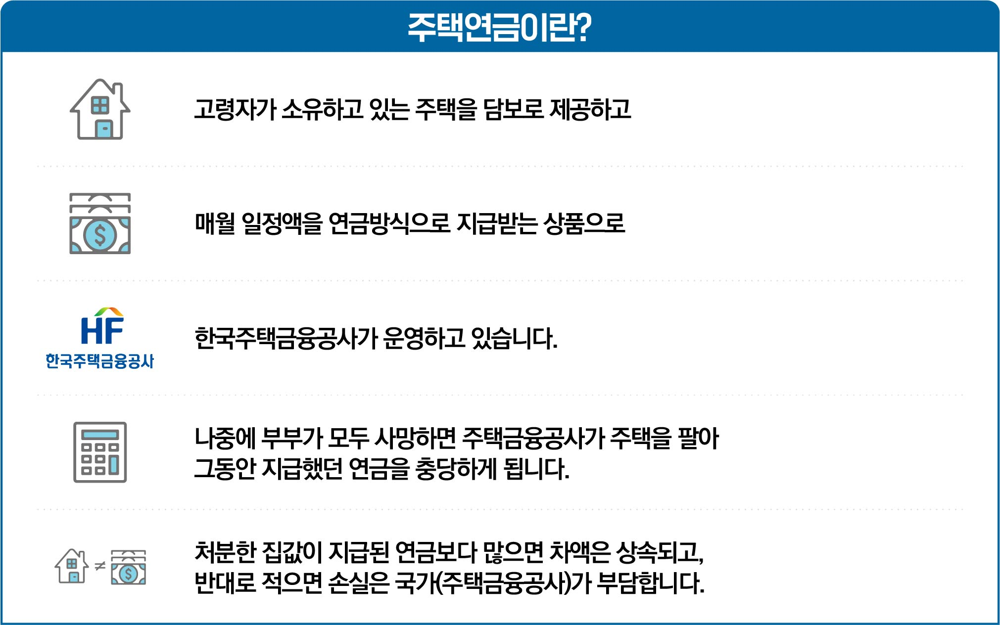 주택연금이란?
고령자가 소유하고 있는 주택을 담보로 제공하고
매월 일정액을 연금방식으로 지급받는 상품으로
HF
한국주택금융공사
한국주택금융공사가 운영하고 있습니다.
나중에 부부가 모두 사망하면 주택금융공사가 주택을 팔아
그동안 지급했던 연금을 충당하게 됩니다.
처분한 집값이 지급된 연금보다 많으면 차액은 상속되고,
반대로 적으면 손실은 국가(주택금융공사)가 부담합니다.